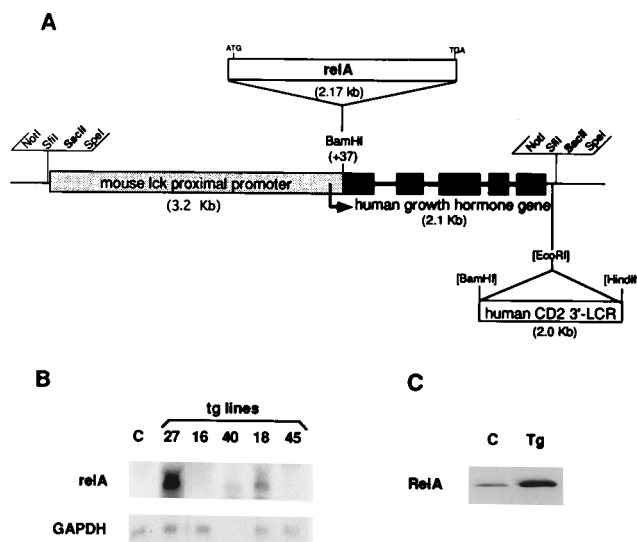 A
ATG TGA
relA
(2.17 kb)
NotI SfiI SacII SpeI
BamHI
(+37)
NotI SfiI SacII SpeI
mouse lck proximal promoter
(3.2 Kb)
human growth hormone gene
(2.1 Kb)
[EcoRI]
[BamHI] [HindII
human CD2 3'-LCR
(2.0 Kb)
B
tg lines
C 27 16 40 18 45
relA
GAPDH
C
C Tg
RelA